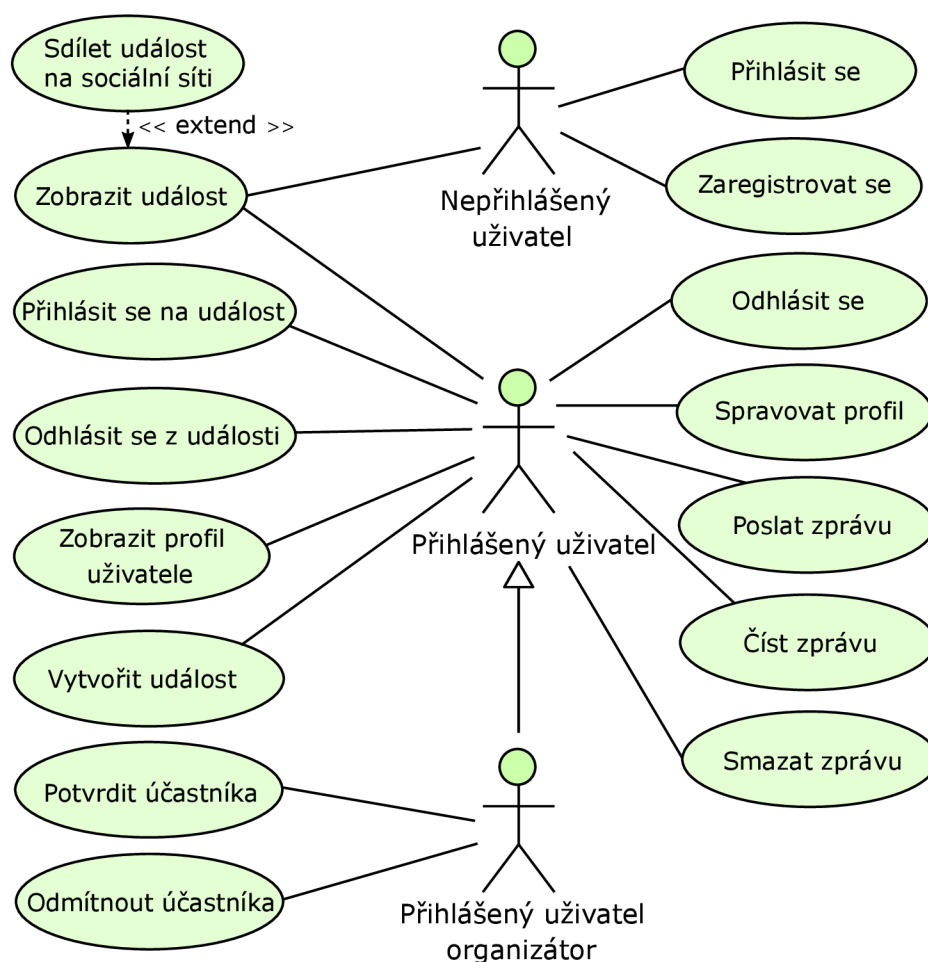 Sdílet událost
na sociální síti
<< extend >>
Zobrazit událost
Přihlásit se na událost
Odhlásit se z události
Zobrazit profil
uživatele
Vytvořit událost
Potvrdit účastníka
Odmítnout účastníka
Nepřihlášený
uživatel
Přihlášený uživatel
Přihlášený uživatel
organizátor
Přihlásit se
Zaregistrovat se
Odhlásit se
Spravovat profil
Poslat zprávu
Číst zprávu
Smazat zprávu